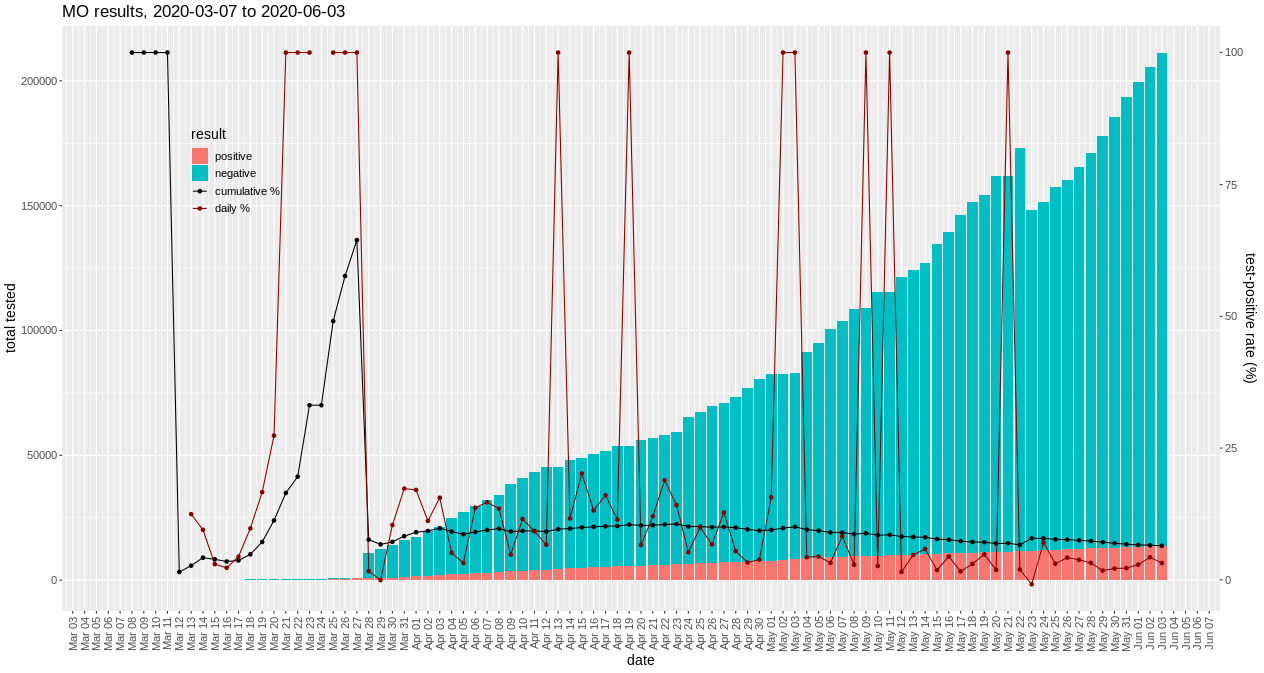 MO results, 2020-03-07 to 2020-06-03
total tested
200000
150000
100000
50000
0
result
positive
negative
cumulative %
daily %
100
75
50
25
0
test-positive rate (%)
Mar 03
Mar 04
Mar 05
Mar 06
Mar 07
Mar 08
Mar 09
Mar 10
Mar 11
Mar 12
Mar 13
Mar 14
Mar 15
Mar 16
Mar 17
Mar 18
Mar 19
Mar 20
Mar 21
Mar 22
Mar 23
Mar 24
Mar 25
Mar 26
Mar 27
Mar 28
Mar 29
Mar 30
Mar 31
Apr 01
Apr 02
Apr 03
Apr 04
Apr 05
Apr 06
Apr 07
Apr 08
Apr 09
Apr 10
Apr 11
Apr 12
Apr 13
Apr 14
Apr 15
Apr 16
Apr 17
Apr 18
Apr 19
Apr 20
Apr 21
Apr 22
Apr 23
Apr 24
Apr 25
Apr 26
Apr 27
Apr 28
Apr 29
Apr 30
May 01
May 02
May 03
May 04
May 05
May 06
May 07
May 08
May 09
May 10
May 11
May 12
May 13
May 14
May 15
May 16
May 17
May 18
May 19
May 20
May 21
May 22
May 23
May 24
May 25
May 26
May 27
May 28
May 29
May 30
May 31
Jun 01
Jun 02
Jun 03
Jun 04
Jun 05
Jun 06
Jun 07
date